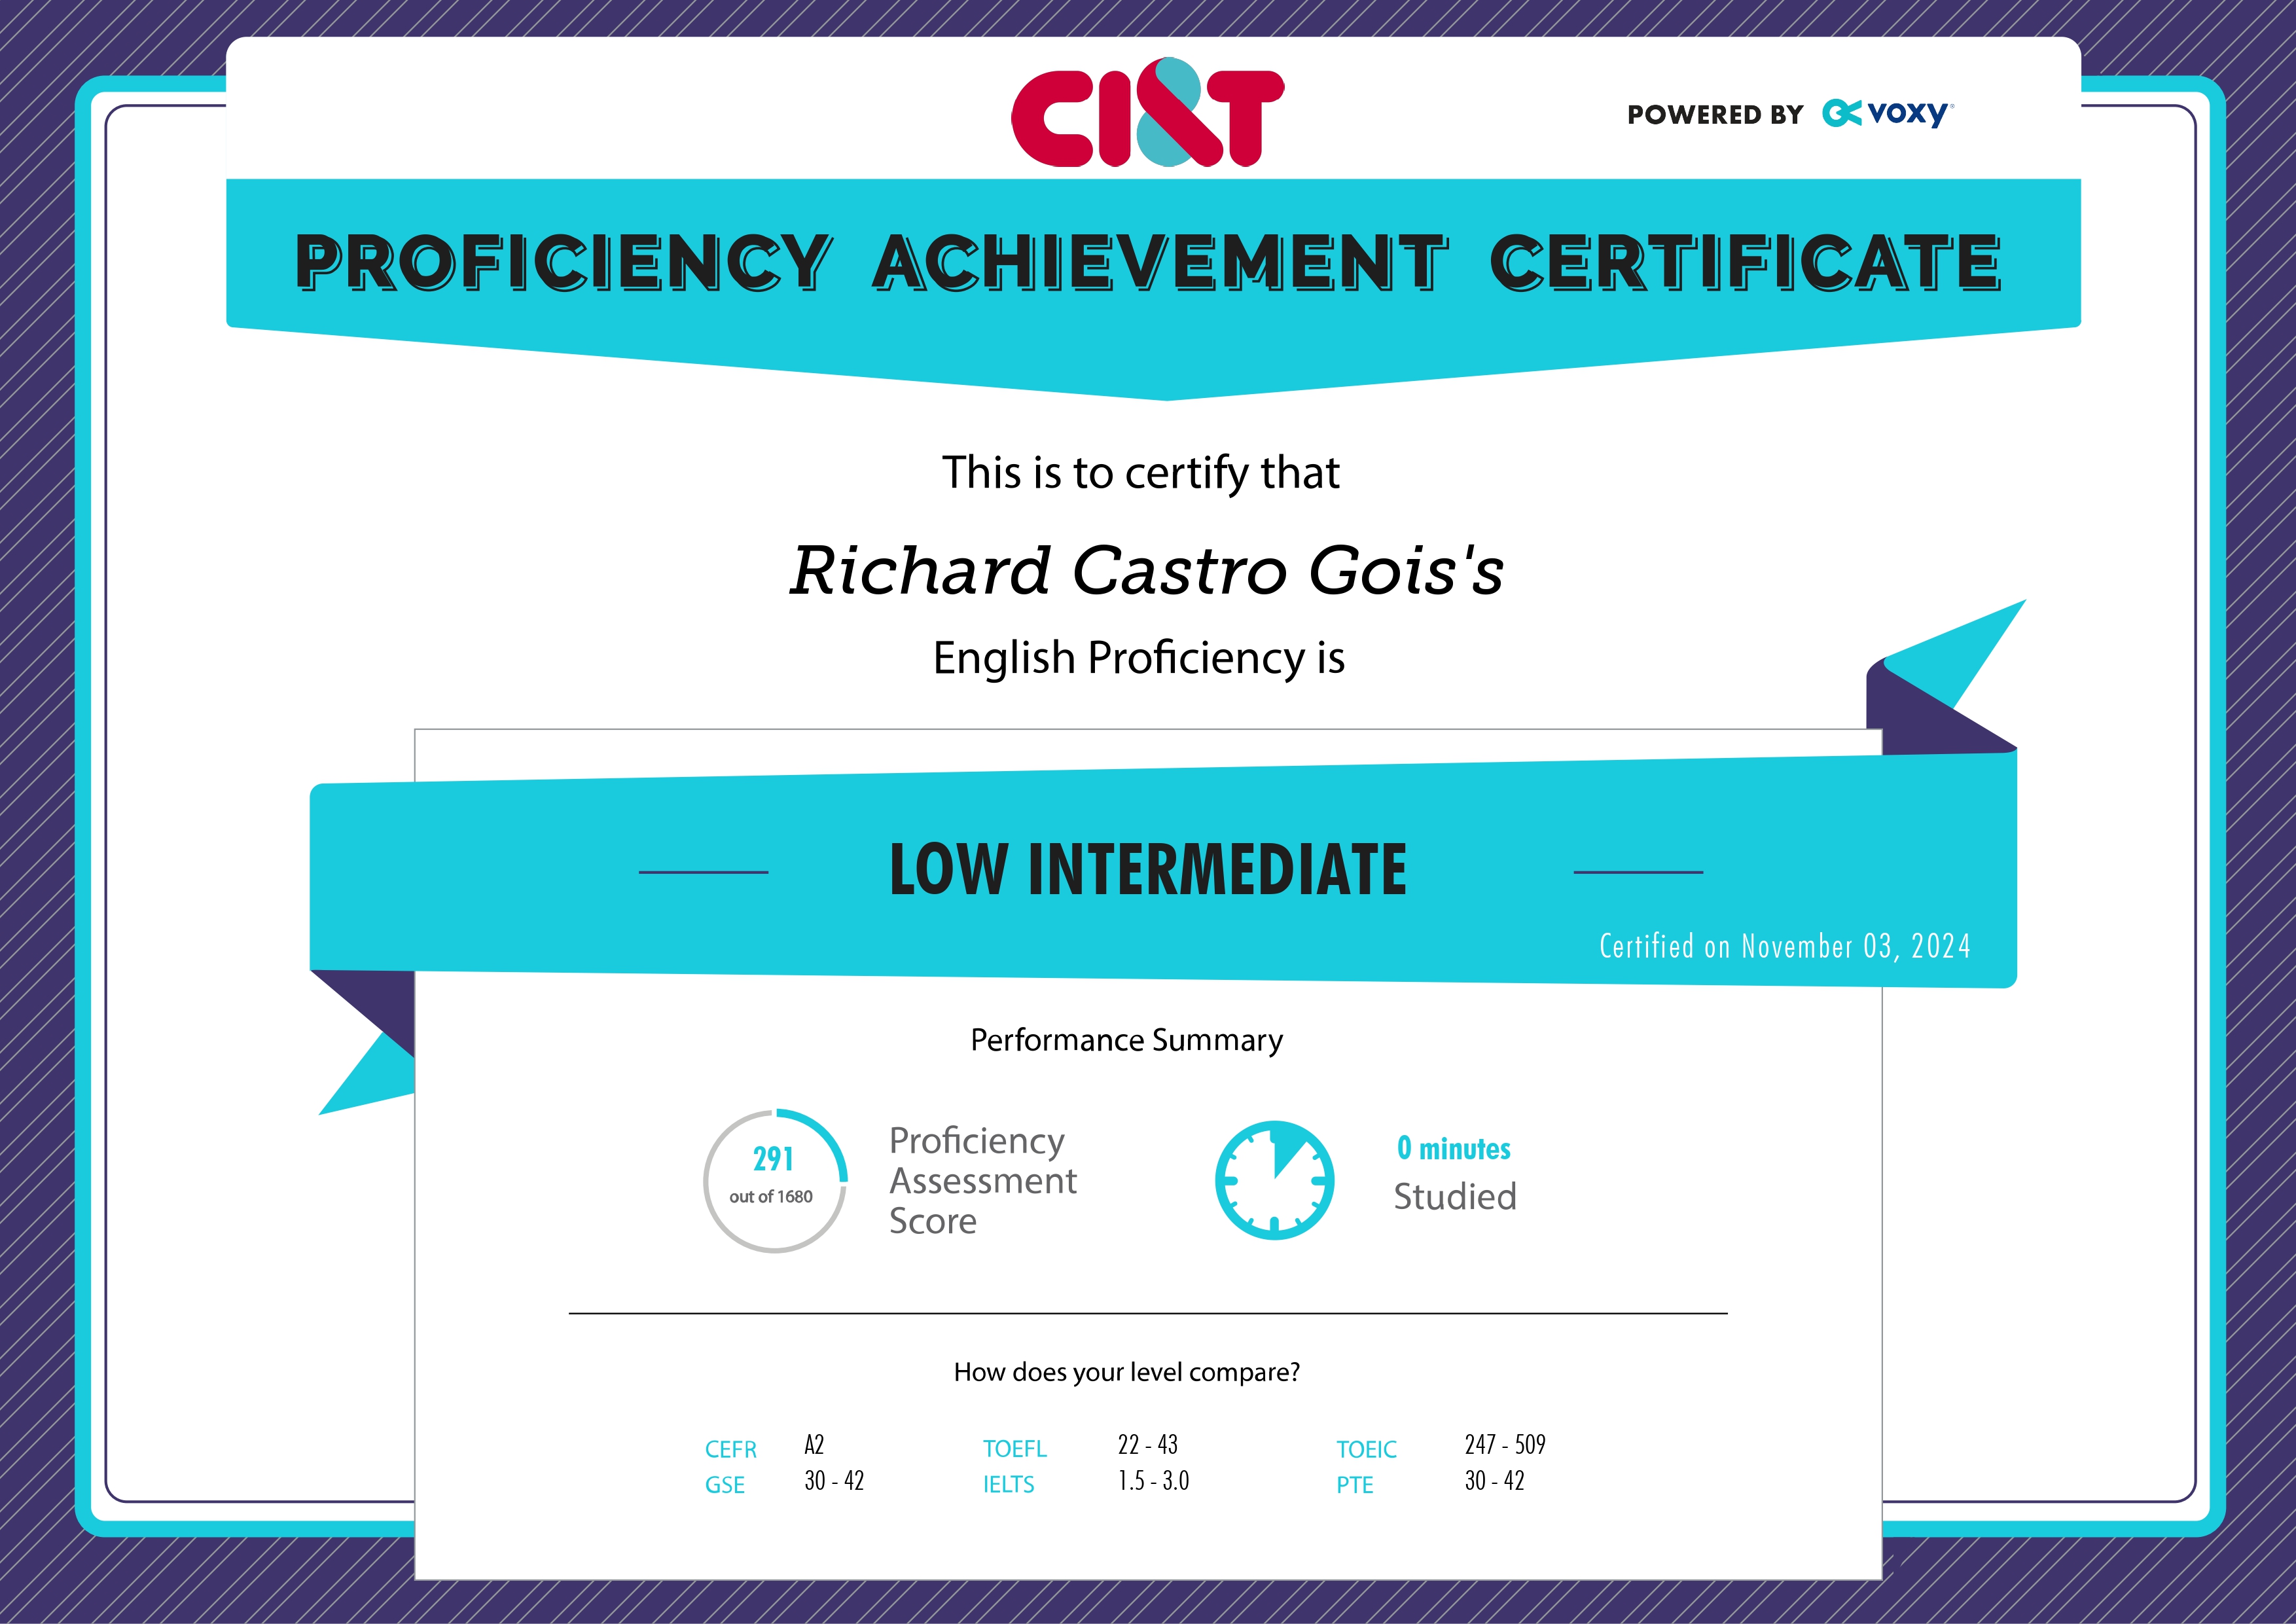 CI&T
POWERED BY voxy
PROFICIENCY ACHIEVEMENT CERTIFICATE
This is to certify that
Richard Castro Gois's
English Proficiency is
LOW INTERMEDIATE
Certified on November 03, 2024
Performance Summary
291
out of 1680
Proficiency
Assessment
Score
0 minutes
Studied
How does your level compare?
CEFR A2 TOEFL 22 - 43 TOEIC 247 - 509
GSE 30 - 42 IELTS 1.5 - 3.0 PTE 30 - 42